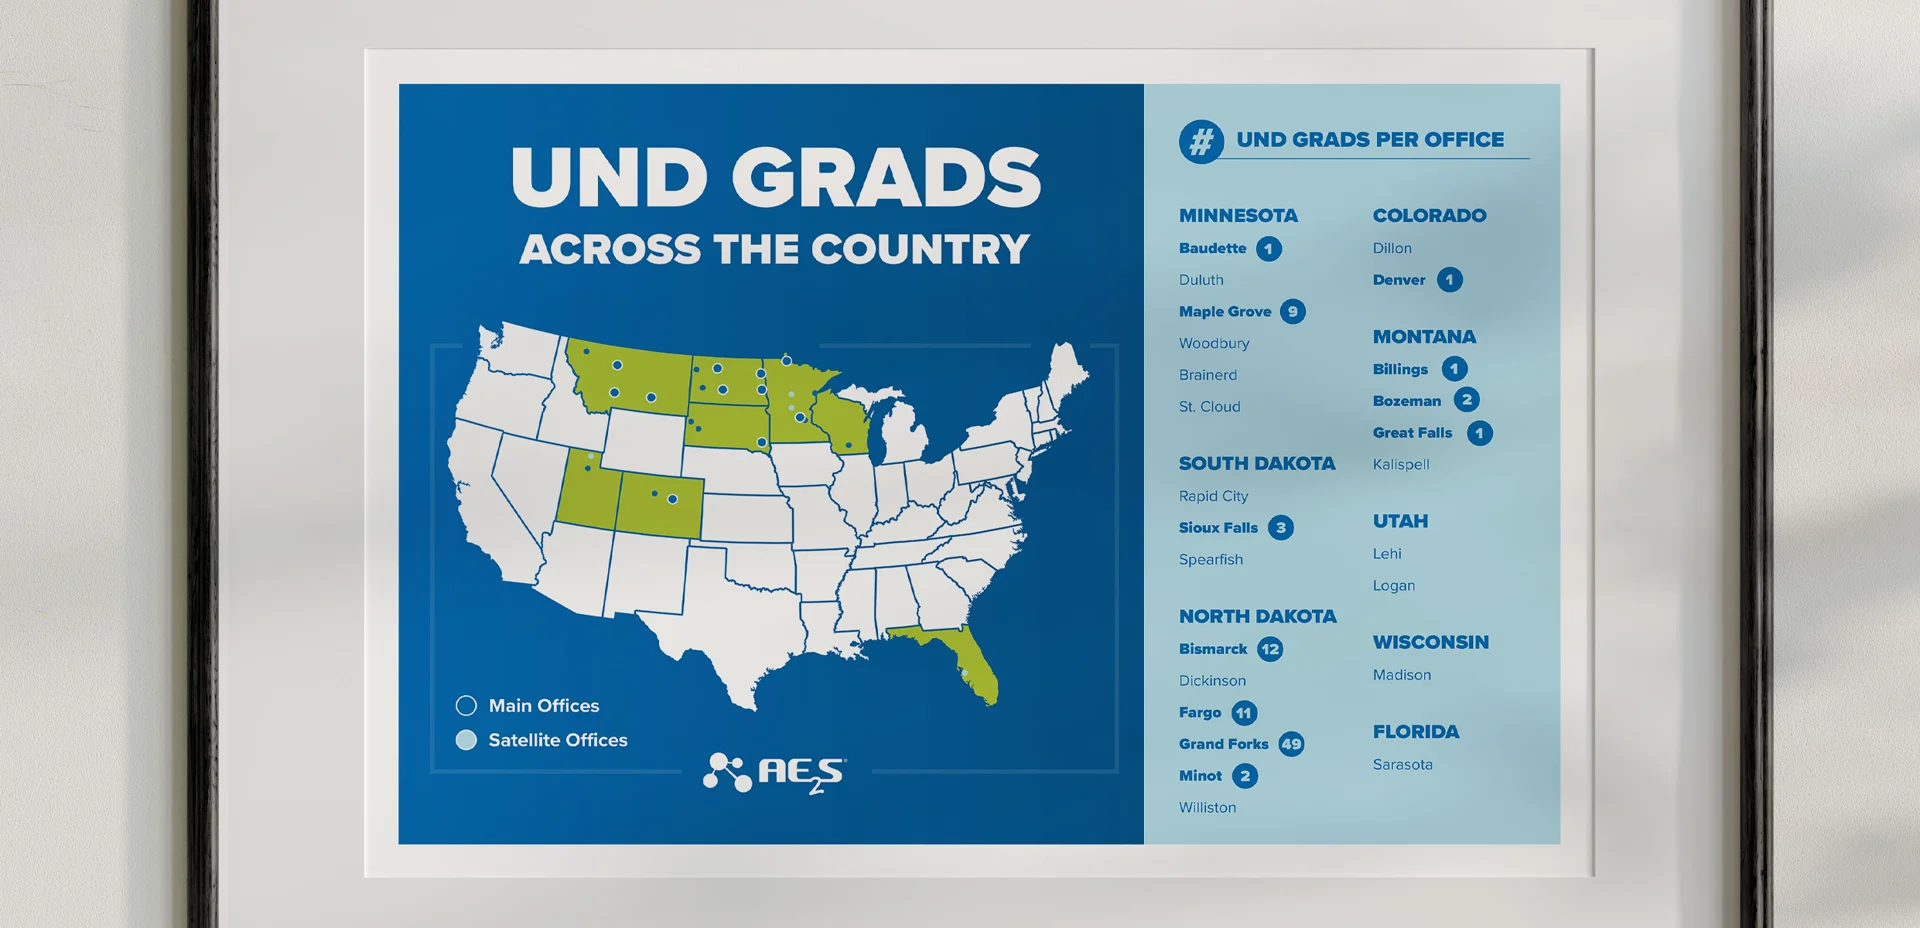 UND GRADS
ACROSS THE COUNTRY
Main Offices
Satellite Offices
AE2S
# UND GRADS PER OFFICE
MINNESOTA
Baudette 1
Duluth
Maple Grove 9
Woodbury
Brainerd
St. Cloud
SOUTH DAKOTA
Rapid City
Sioux Falls 3
Spearfish
NORTH DAKOTA
Bismarck 12
Dickinson
Fargo 11
Grand Forks 49
Minot 2
Williston
COLORADO
Dillon
Denver 1
MONTANA
Billings 1
Bozeman 2
Great Falls 1
Kalispell
UTAH
Lehi
Logan
WISCONSIN
Madison
FLORIDA
Sarasota